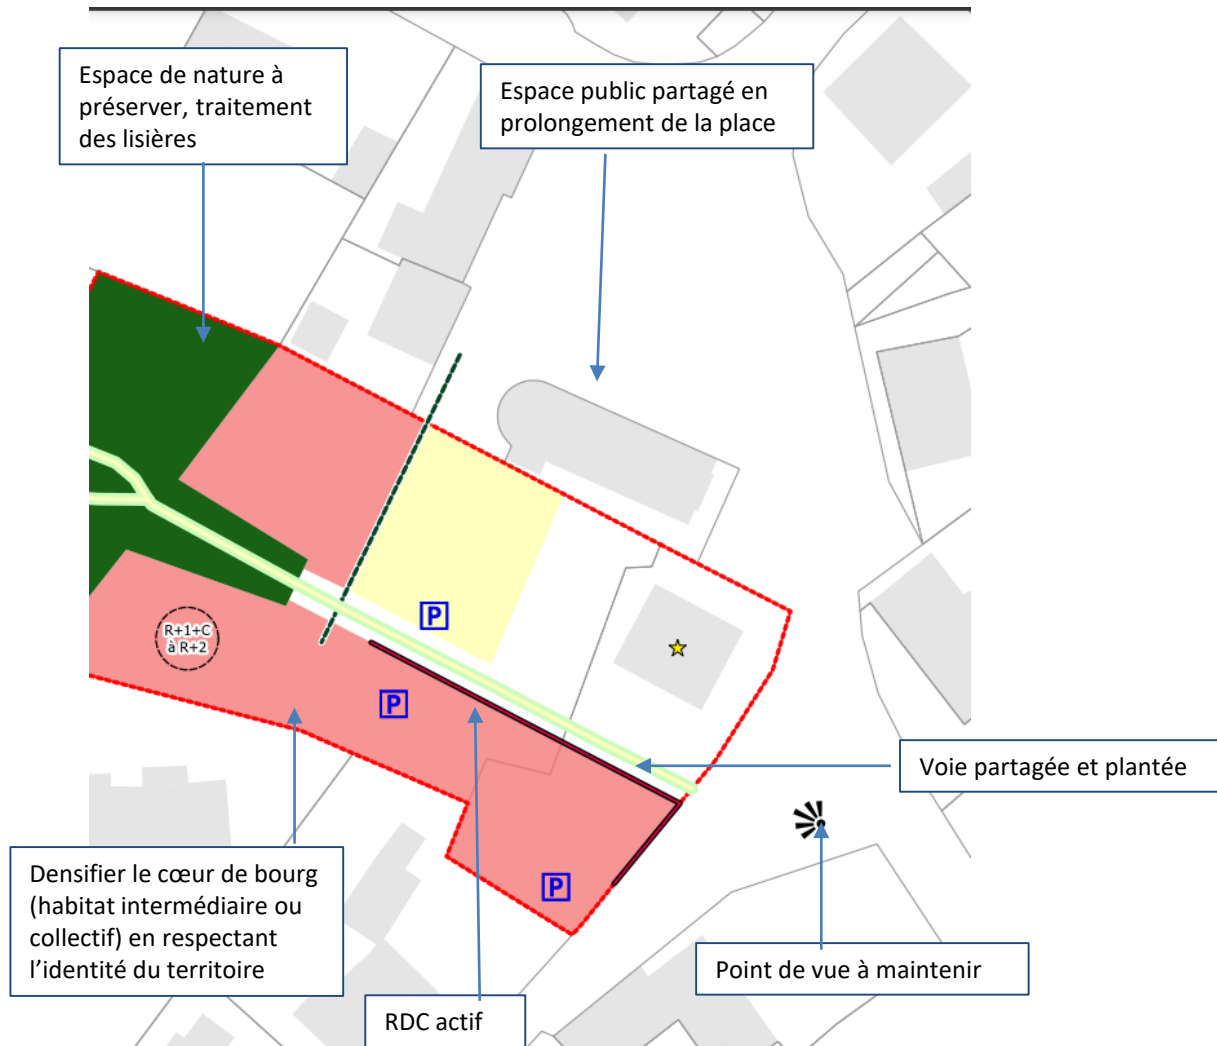 Espace de nature à
préserver, traitement
des lisières
Espace public partagé en
prolongement de la place
P
R+1+C
à R+2
P
Voie partagée et plantée
P
Densifier le cœur de bourg
(habitat intermédiaire ou
collectif) en respectant
l’identité du territoire
Point de vue à maintenir
RDC actif